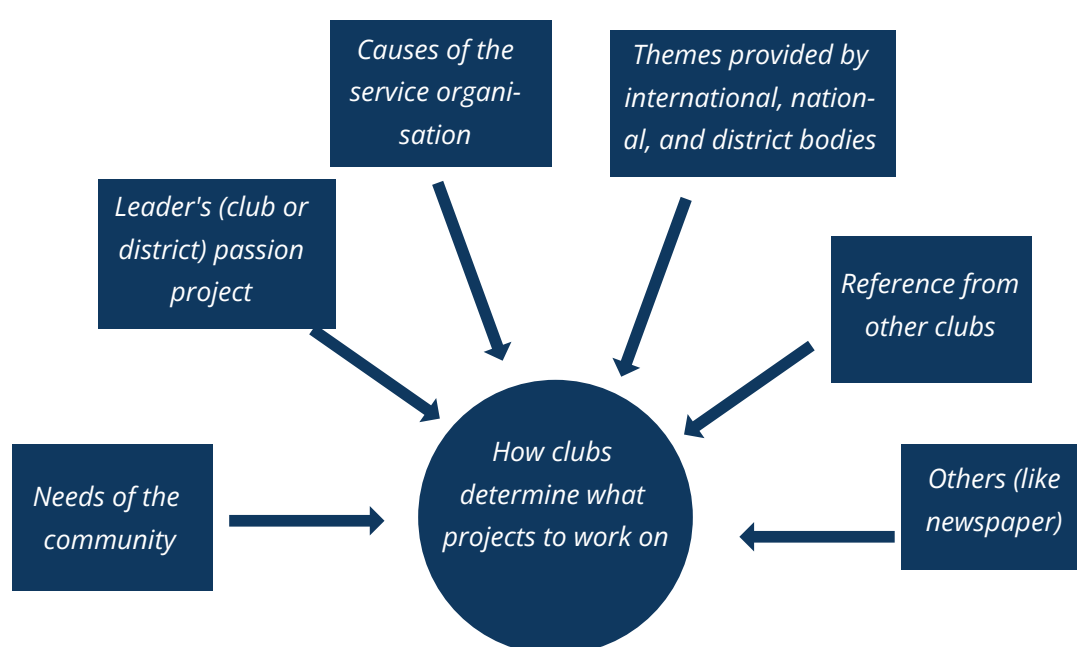 Causes of the
service organi-
sation
Themes provided by
international, nation-
al, and district bodies
Leader's (club or
district) passion
project
Reference from
other clubs
How clubs
determine what
projects to work on
Needs of the
community
Others (like
newspaper)